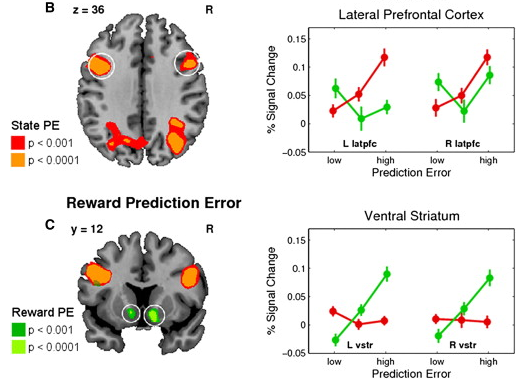 B z = 36 R
State PE
p < 0.001
p < 0.0001
Lateral Prefrontal Cortex
% Signal Change
0.15
0.1
0.05
0
−0.05
L latpfc R latpfc
low high low high
Prediction Error
Reward Prediction Error
C y = 12 R
Reward PE
p < 0.001
p < 0.0001
Ventral Striatum
% Signal Change
0.15
0.1
0.05
0
−0.05
L vstr R vstr
low high low high
Prediction Error